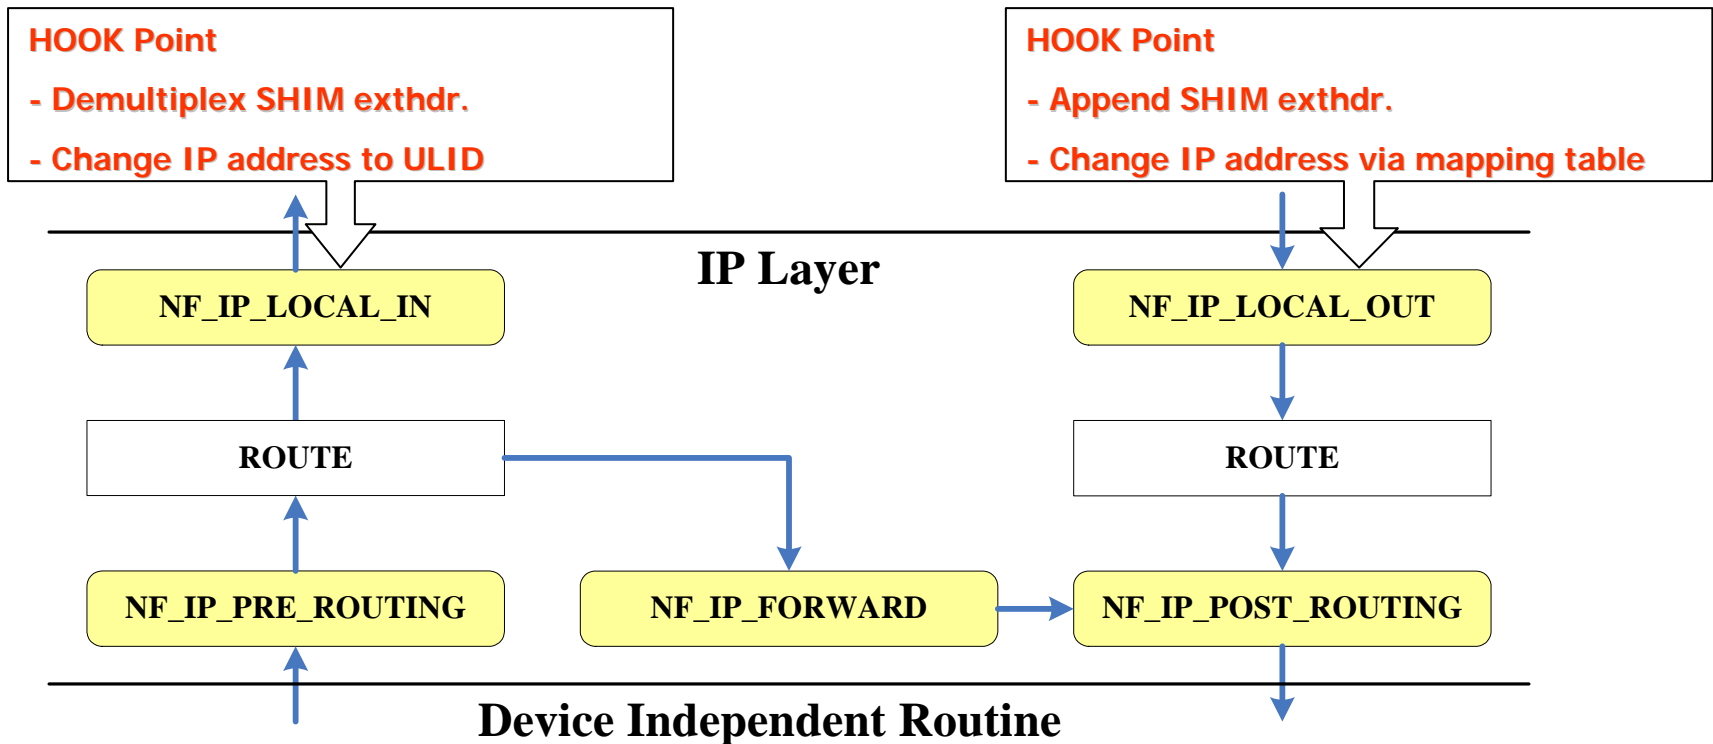 HOOK Point
- Demultiplex SHIM exthdr.
- Change IP address to ULID
HOOK Point
- Append SHIM exthdr.
- Change IP address via mapping table
IP Layer
NF_IP_LOCAL_IN
NF_IP_LOCAL_OUT
ROUTE
ROUTE
NF_IP_PRE_ROUTING
NF_IP_FORWARD
NF_IP_POST_ROUTING
Device Independent Routine